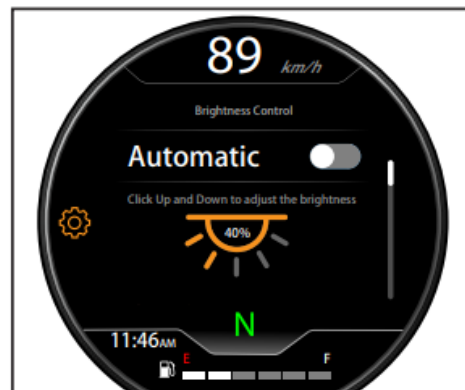 89 km/h
Brightness Control
Automatic
Click Up and Down to adjust the brightness
40%
N
11:46AM
E F